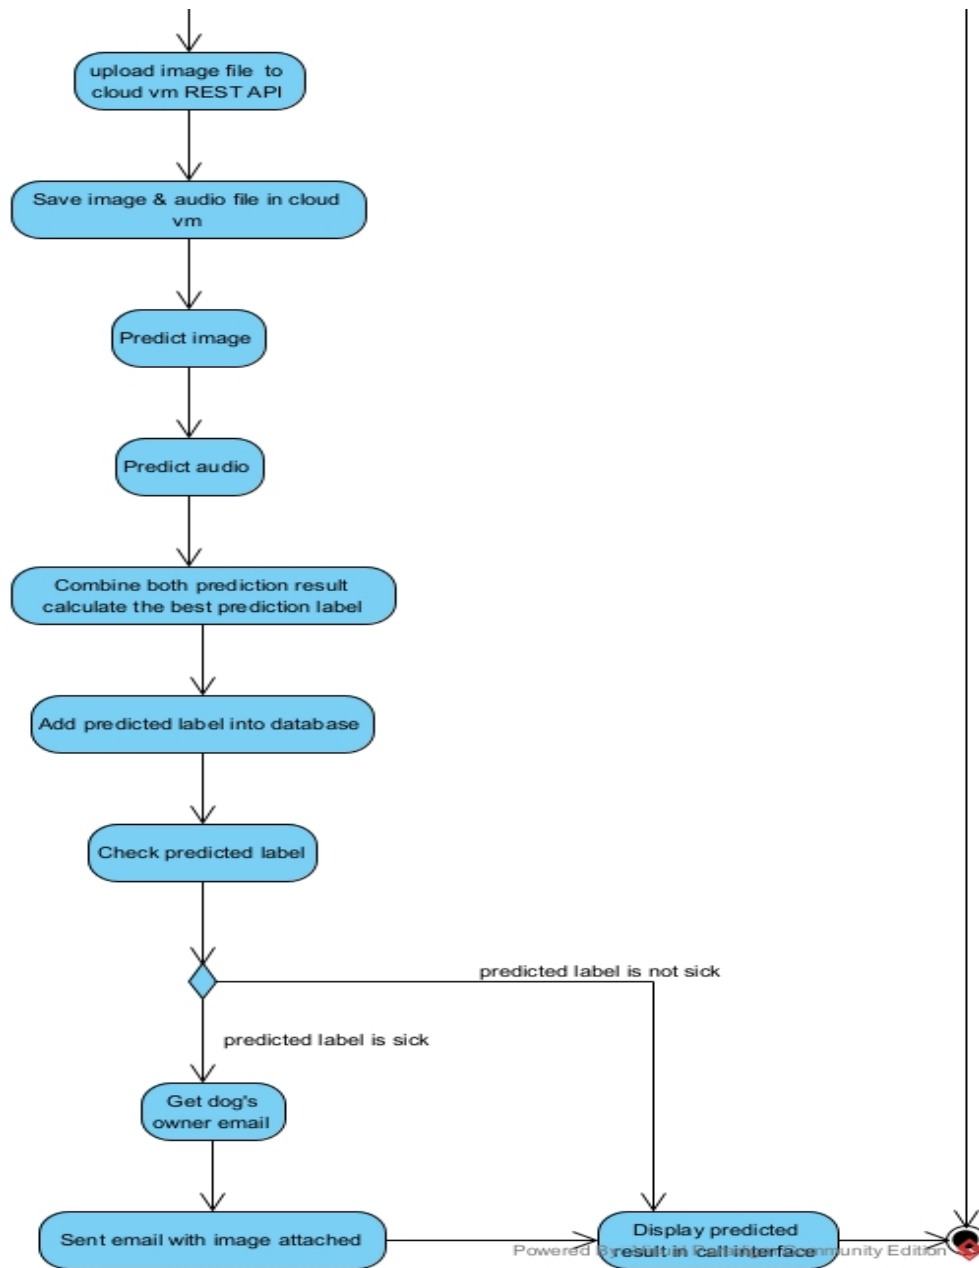 upload image file to
cloud vm REST API
Save image & audio file in cloud
vm
Predict image
Predict audio
Combine both prediction result
calculate the best prediction label
Add predicted label into database
Check predicted label
predicted label is not sick
predicted label is sick
Get dog's
owner email
Sent email with image attached
Display predicted
result in call interface
Powered Community Edition